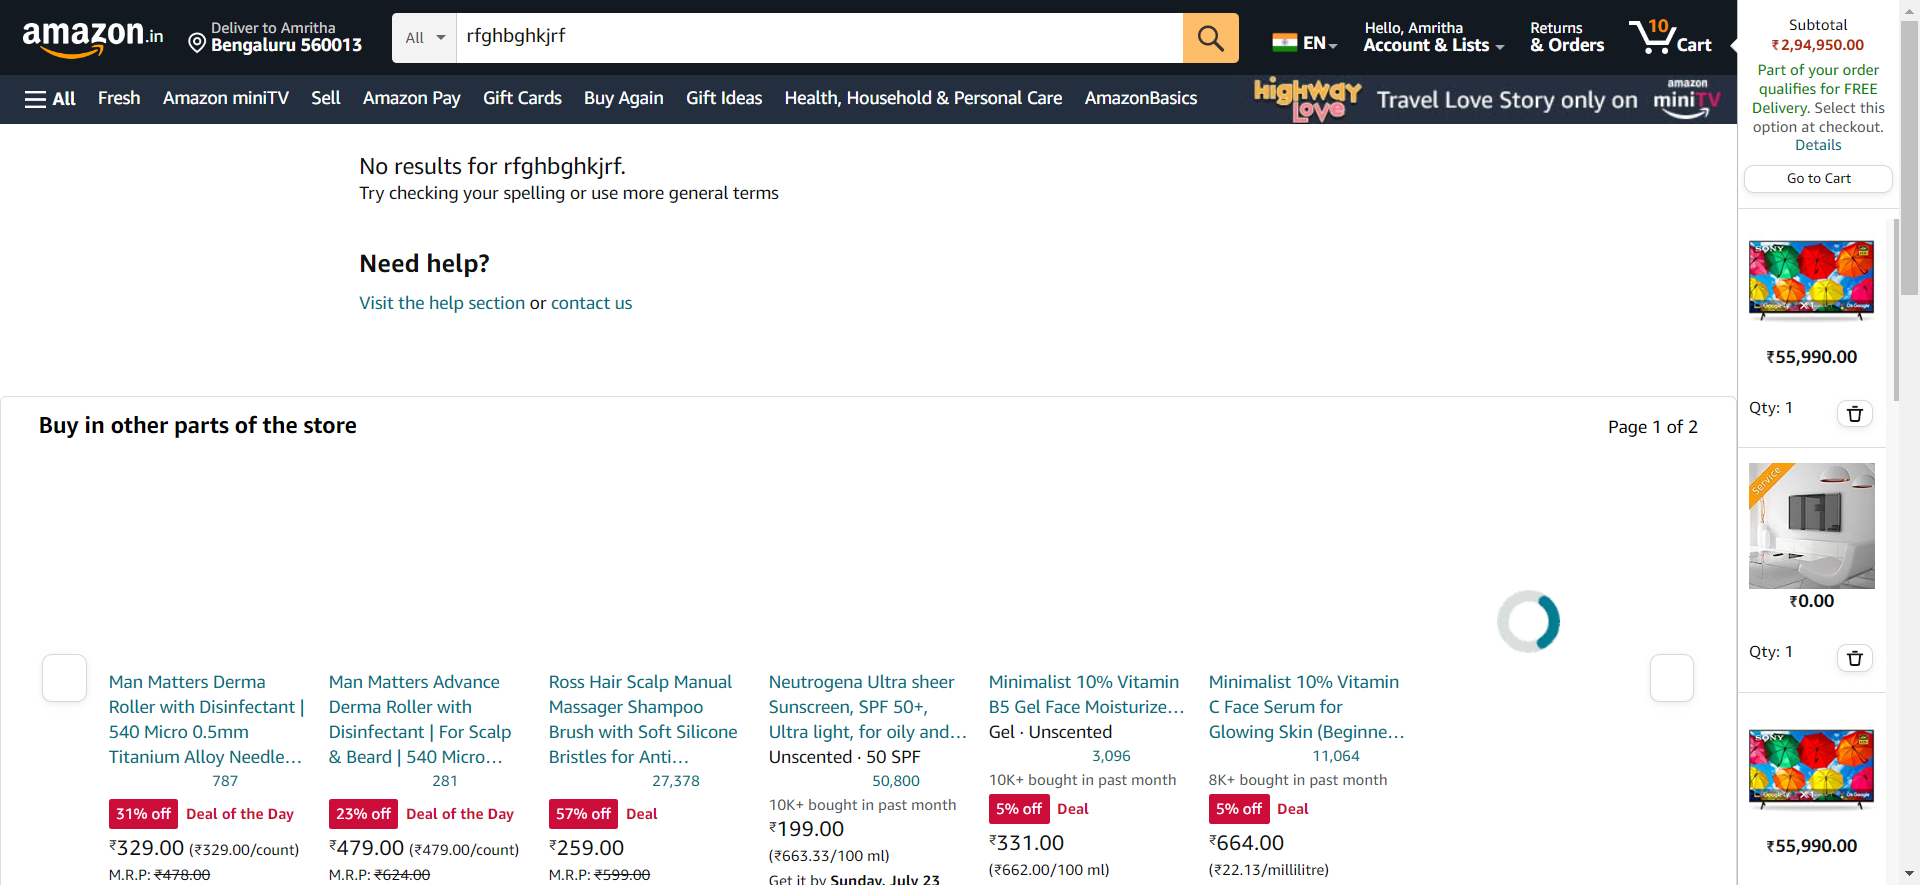 amazon.in
Deliver to Amritha
Bengaluru 560013
All
rfghbghkjrf
EN
Hello, Amritha
Account & Lists
Returns
& Orders
10
Cart
All
Fresh
Amazon miniTV
Sell
Amazon Pay
Gift Cards
Buy Again
Gift Ideas
Health, Household & Personal Care
AmazonBasics
HIGHWAY LOVE
Travel Love Story only on
amazon
miniTV
No results for rfghbghkjrf.
Try checking your spelling or use more general terms
Need help?
Visit the help section or contact us
Buy in other parts of the store
Page 1 of 2
Man Matters Derma
Roller with Disinfectant |
540 Micro 0.5mm
Titanium Alloy Needle…
787
31% off Deal of the Day
₹329.00 (₹329.00/count)
M.R.P: ₹478.00
Man Matters Advance
Derma Roller with
Disinfectant | For Scalp
& Beard | 540 Micro…
281
23% off Deal of the Day
₹479.00 (₹479.00/count)
M.R.P: ₹624.00
Ross Hair Scalp Manual
Massager Shampoo
Brush with Soft Silicone
Bristles for Anti…
27,378
57% off Deal
₹259.00
M.R.P: ₹599.00
Neutrogena Ultra sheer
Sunscreen, SPF 50+,
Ultra light, for oily and…
Unscented · 50 SPF
50,800
10K+ bought in past month
₹199.00
(₹663.33/100 ml)
Get it by Sunday, July 23
Minimalist 10% Vitamin
B5 Gel Face Moisturize…
Gel · Unscented
3,096
10K+ bought in past month
5% off Deal
₹331.00
(₹662.00/100 ml)
Minimalist 10% Vitamin
C Face Serum for
Glowing Skin (Beginne…
11,064
8K+ bought in past month
5% off Deal
₹664.00
(₹22.13/millilitre)
Subtotal
₹2,94,950.00
Part of your order
qualifies for FREE
Delivery. Select this
option at checkout.
Details
Go to Cart
SONY
₹55,990.00
Qty: 1
Service
₹0.00
Qty: 1
SONY
₹55,990.00